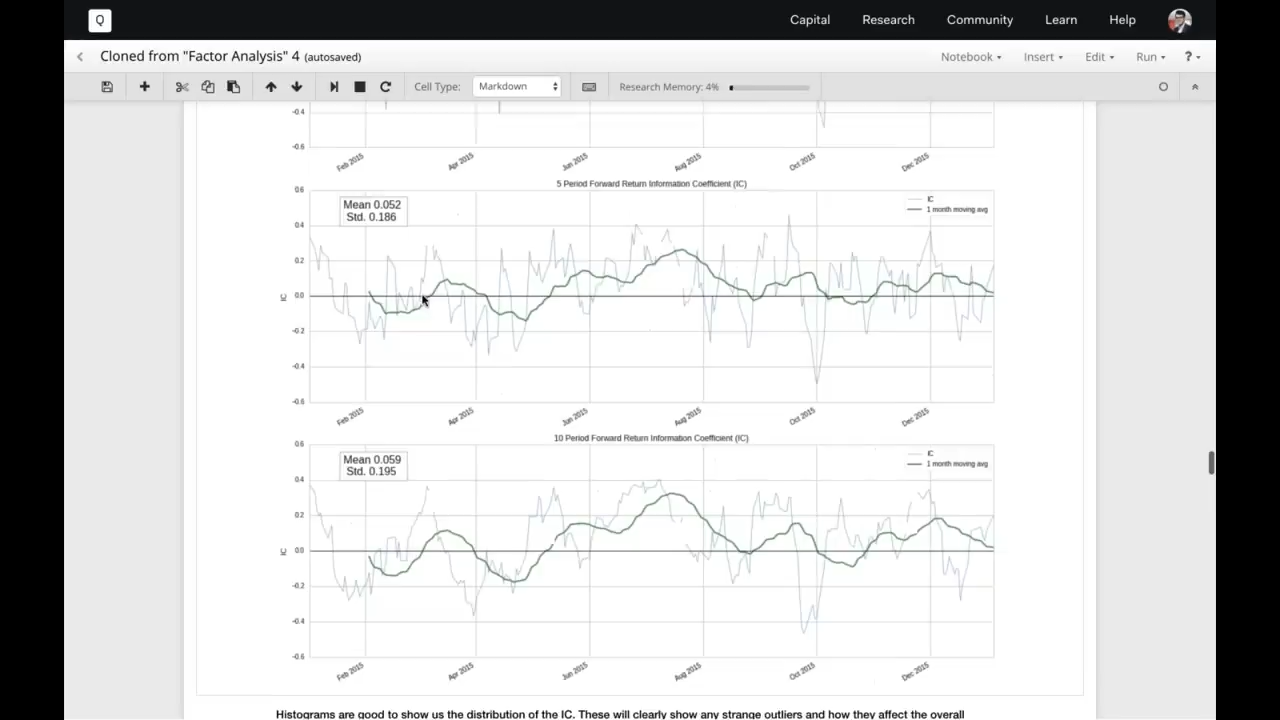 Q
Capital Research Community Learn Help
Cloned from "Factor Analysis" 4 (autosaved)
Notebook Insert Edit Run ?
Cell Type: Markdown Research Memory: 4%
-0.4
-0.6
Feb 2015 Apr 2015 Jun 2015 Aug 2015 Oct 2015 Dec 2015
5 Period Forward Return Information Coefficient (IC)
0.6
Mean 0.052
Std. 0.186
IC
1 month moving avg
0.4
0.2
0.0
IC
-0.2
-0.4
-0.6
Feb 2015 Apr 2015 Jun 2015 Aug 2015 Oct 2015 Dec 2015
10 Period Forward Return Information Coefficient (IC)
0.6
Mean 0.059
Std. 0.195
IC
1 month moving avg
0.4
0.2
0.0
IC
-0.2
-0.4
-0.6
Feb 2015 Apr 2015 Jun 2015 Aug 2015 Oct 2015 Dec 2015
Histograms are good to show us the distribution of the IC. These will clearly show any strange outliers and how they affect the overall